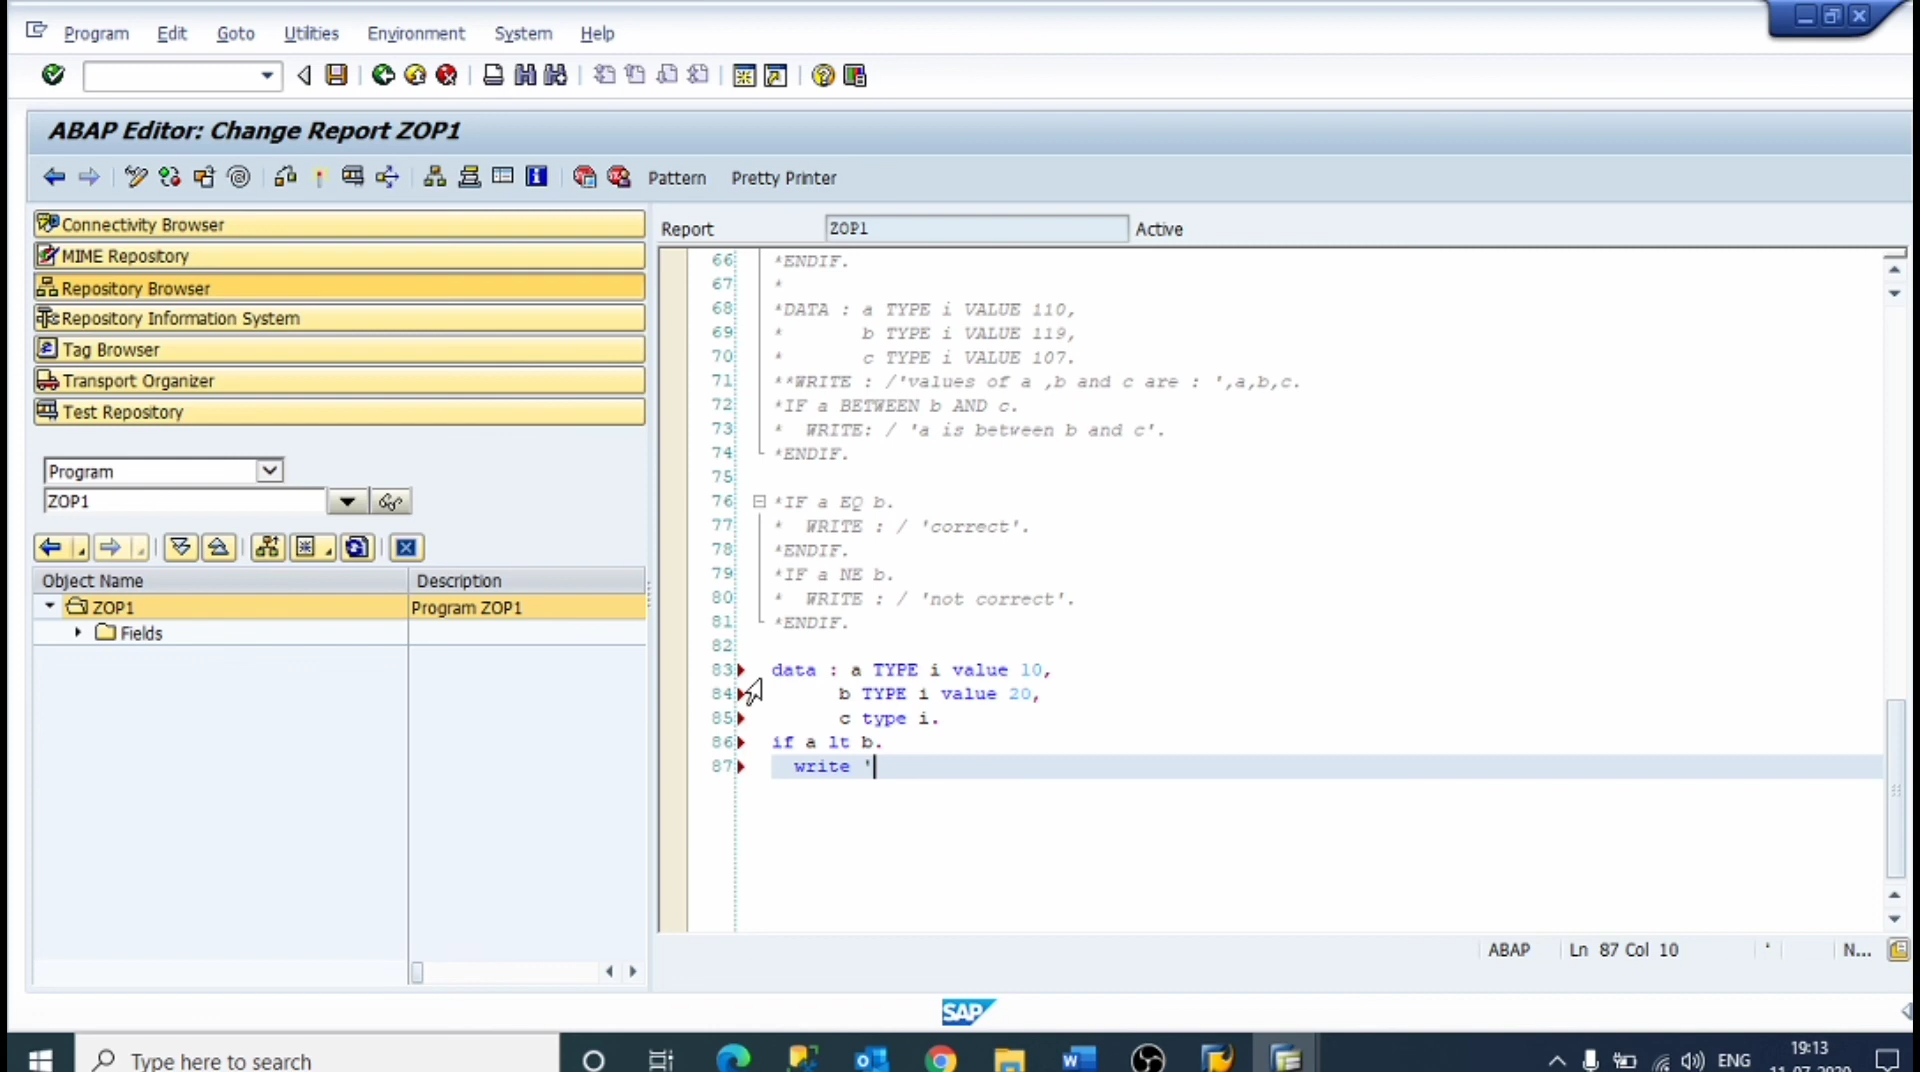 Program Edit Goto Utilities Environment System Help
ABAP Editor: Change Report ZOP1
Pattern Pretty Printer
Connectivity Browser
MIME Repository
Repository Browser
Repository Information System
Tag Browser
Transport Organizer
Test Repository
Program
ZOP1
Object Name Description
ZOP1 Program ZOP1
Fields
Report ZOP1 Active
66 *ENDIF.
67 *
68 *DATA : a TYPE i VALUE 110,
69 * b TYPE i VALUE 119,
70 * c TYPE i VALUE 107.
71 **WRITE : /'values of a ,b and c are : ',a,b,c.
72 *IF a BETWEEN b AND c.
73 * WRITE: / 'a is between b and c'.
74 *ENDIF.
75
76 *IF a EQ b.
77 * WRITE : / 'correct'.
78 *ENDIF.
79 *IF a NE b.
80 * WRITE : / 'not correct'.
81 *ENDIF.
82
83 data : a TYPE i value 10,
84 b TYPE i value 20,
85 c type i.
86 if a lt b.
87 write '
ABAP Ln 87 Col 10 N...
SAP
Type here to search
ENG
19:13